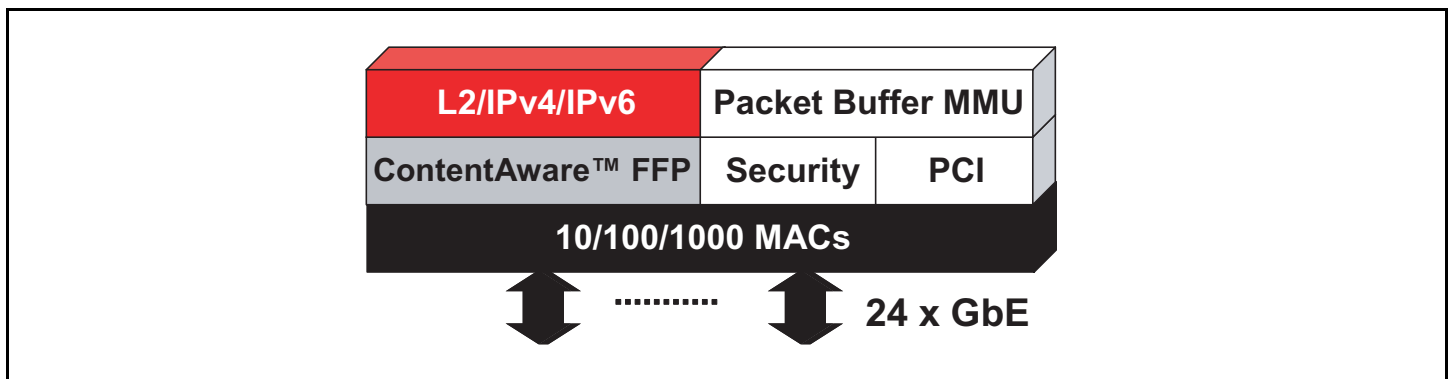 L2/IPv4/IPv6 Packet Buffer MMU
ContentAware™ FFP Security PCI
10/100/1000 MACs
24 x GbE